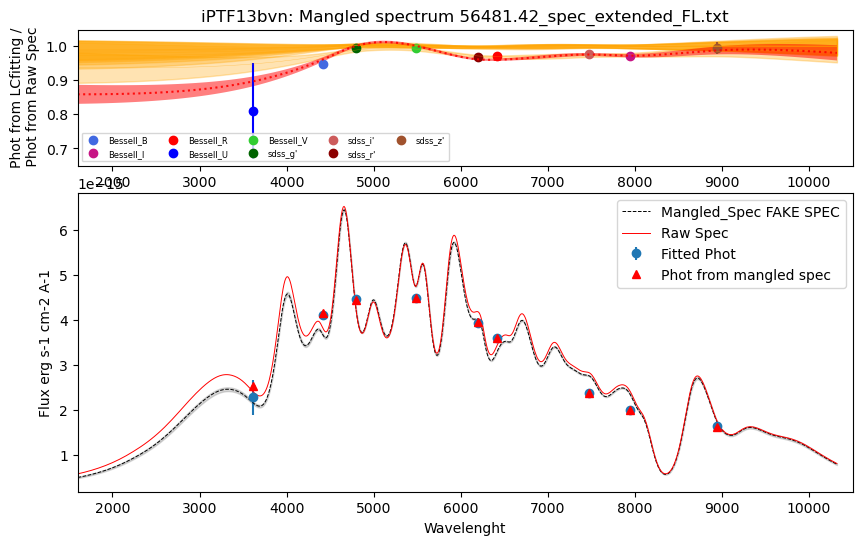 iPTF13bvn: Mangled spectrum 56481.42_spec_extended_FL.txt
Phot from LCfitting /
Phot from Raw Spec
1.0
0.9
0.8
0.7
Bessell_B Bessell_R Bessell_V sdss_i' sdss_z'
Bessell_I Bessell_U sdss_g' sdss_r'
2000 3000 4000 5000 6000 7000 8000 9000 10000
1e−15
Mangled_Spec FAKE SPEC
Raw Spec
Fitted Phot
Phot from mangled spec
Flux erg s-1 cm-2 A-1
6
5
4
3
2
1
2000 3000 4000 5000 6000 7000 8000 9000 10000
Wavelenght